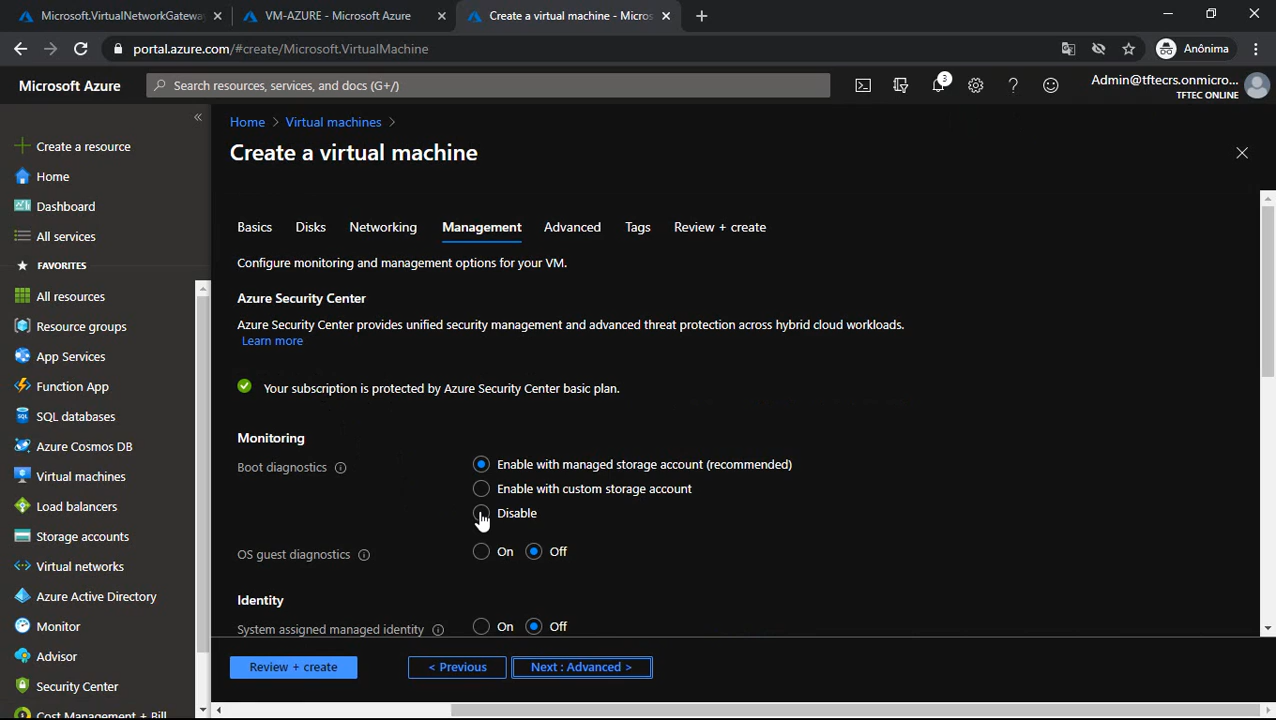 Microsoft.VirtualNetworkGateway
VM-AZURE - Microsoft Azure
Create a virtual machine - Micros
portal.azure.com/#create/Microsoft.VirtualMachine
Anônima
Microsoft Azure
Search resources, services, and docs (G+/)
3
Admin@tftecrs.onmicro...
TFTEC ONLINE
Create a resource
Home
Dashboard
All services
FAVORITES
All resources
Resource groups
App Services
Function App
SQL databases
Azure Cosmos DB
Virtual machines
Load balancers
Storage accounts
Virtual networks
Azure Active Directory
Monitor
Advisor
Security Center
Cost Management + Bill
Home > Virtual machines >
Create a virtual machine
Basics Disks Networking Management Advanced Tags Review + create
Configure monitoring and management options for your VM.
Azure Security Center
Azure Security Center provides unified security management and advanced threat protection across hybrid cloud workloads.
Learn more
Your subscription is protected by Azure Security Center basic plan.
Monitoring
Boot diagnostics
Enable with managed storage account (recommended)
Enable with custom storage account
Disable
OS guest diagnostics
On Off
Identity
System assigned managed identity
On Off
Review + create
< Previous
Next : Advanced >